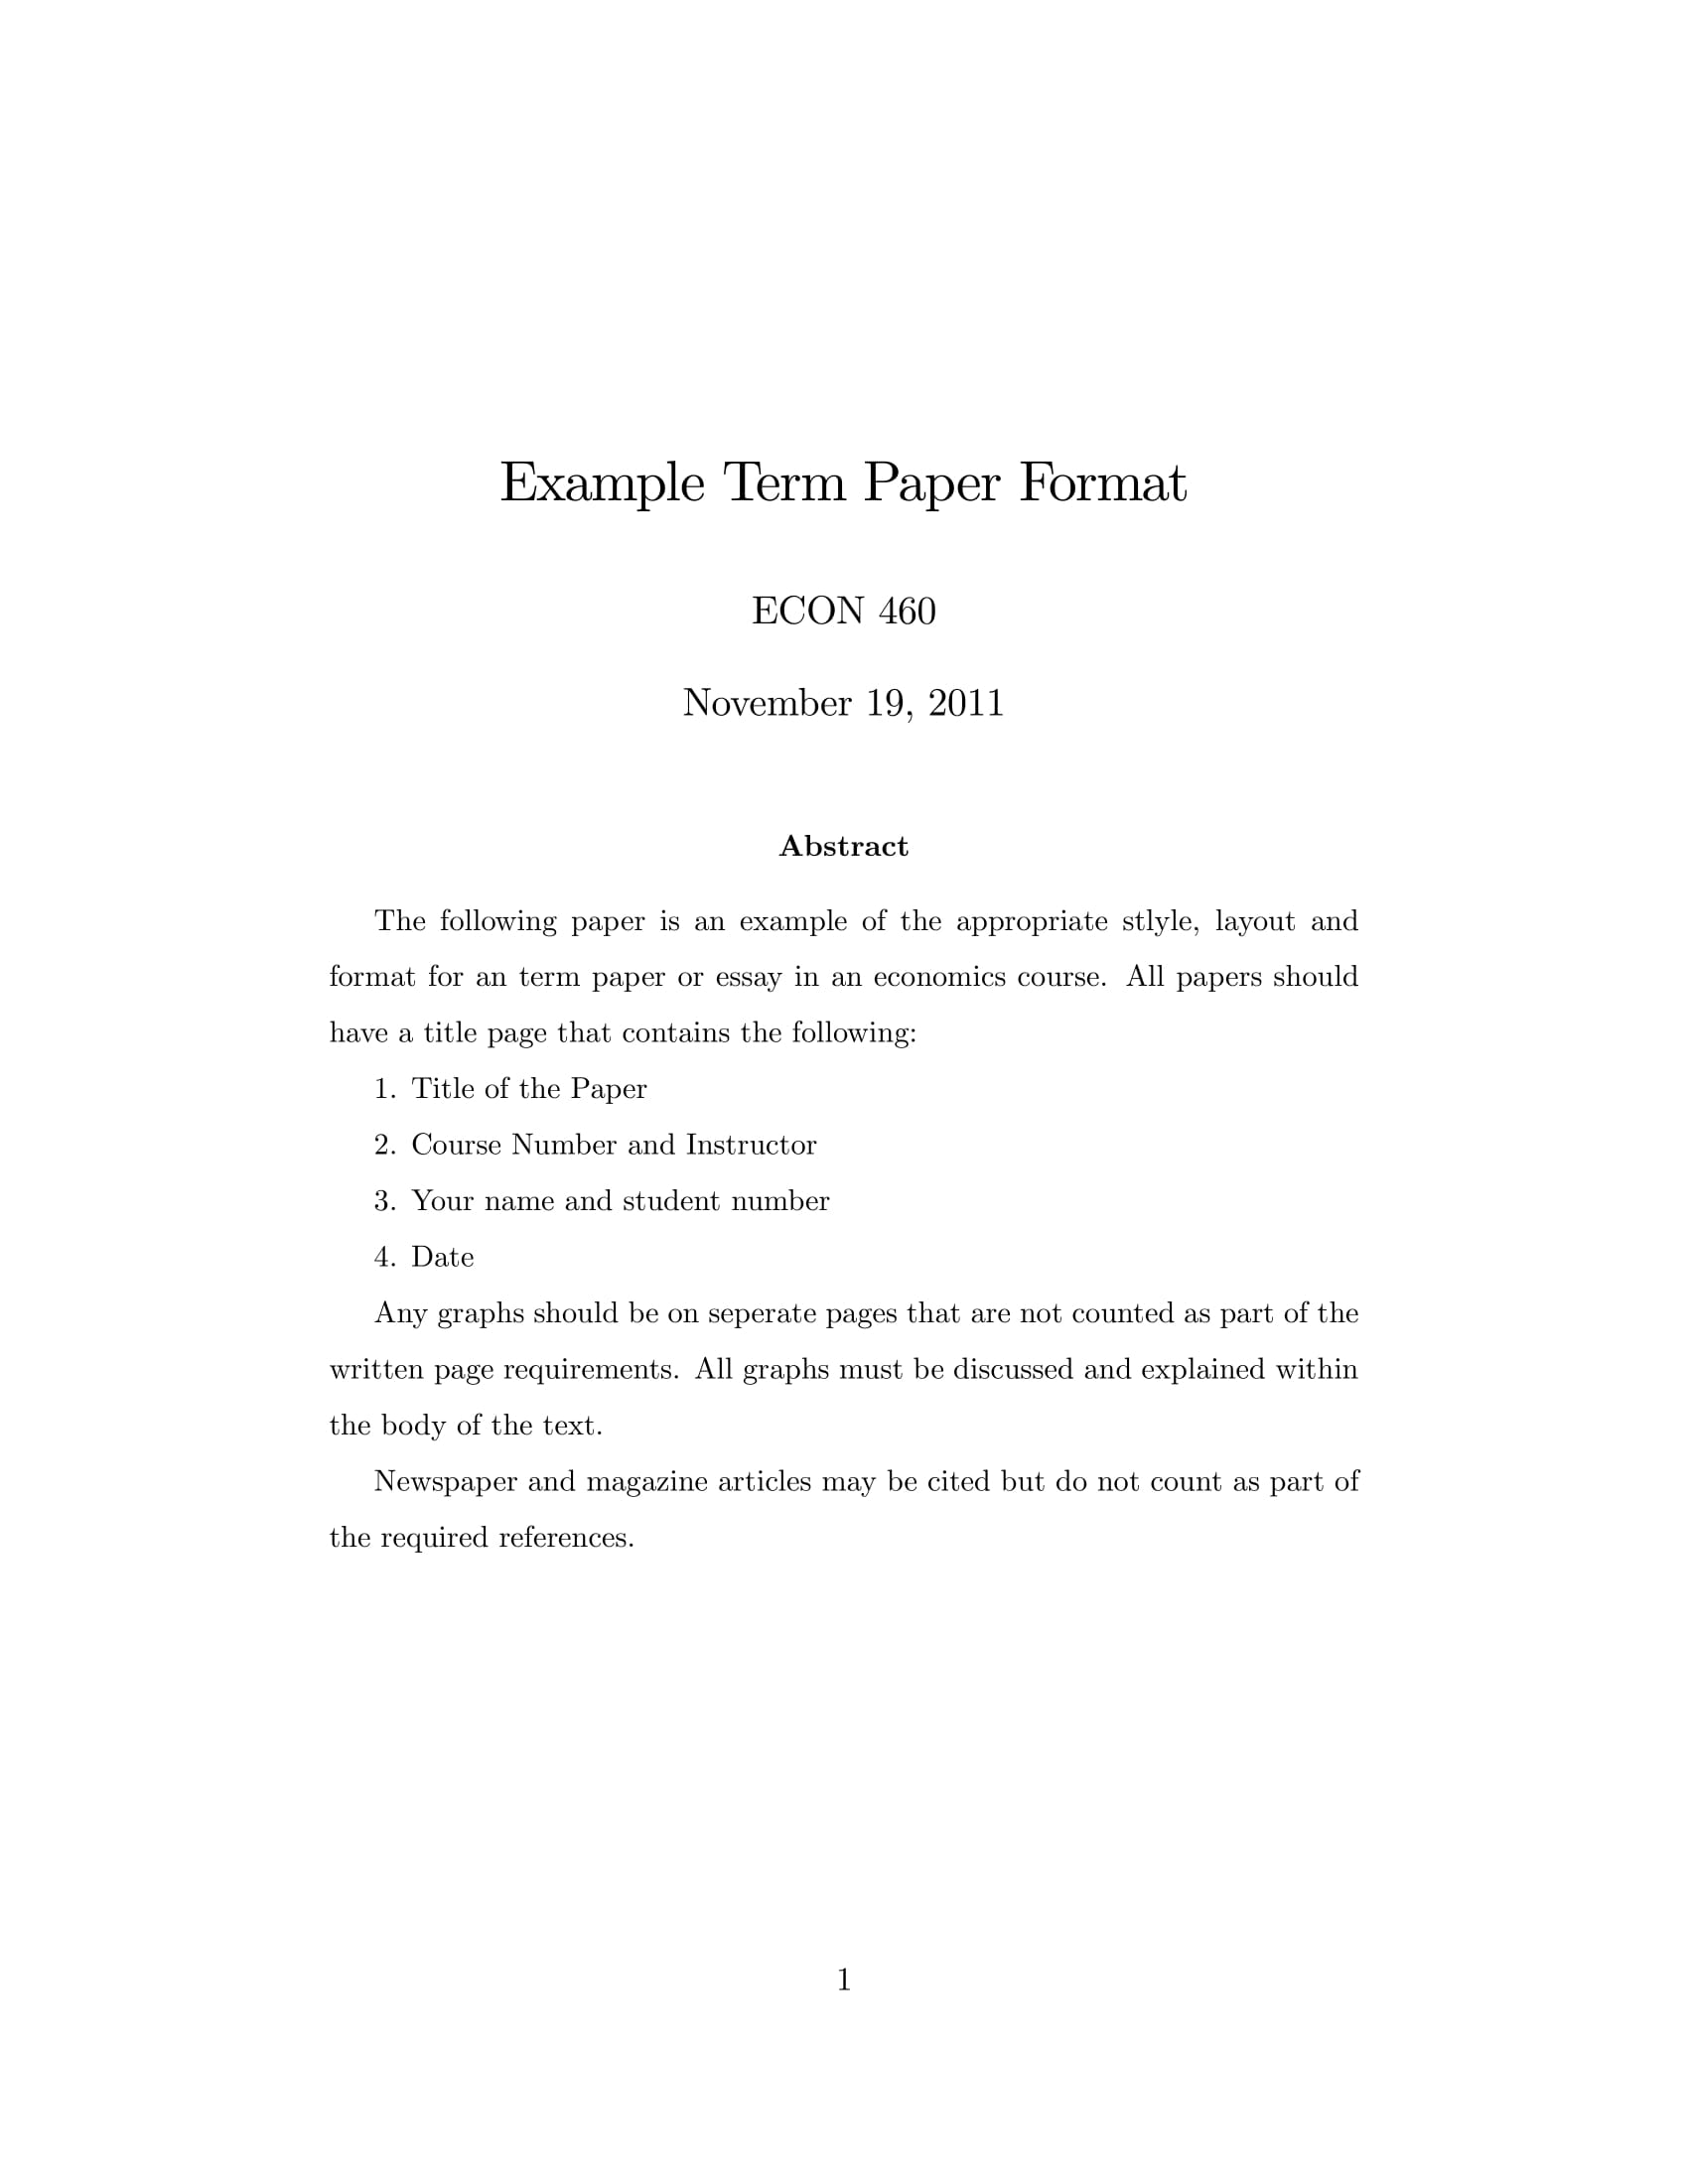 Example Term Paper Format
ECON 460
November 19, 2011
Abstract
The following paper is an example of the appropriate stlyle, layout and
format for an term paper or essay in an economics course. All papers should
have a title page that contains the following:
1. Title of the Paper
2. Course Number and Instructor
3. Your name and student number
4. Date
Any graphs should be on seperate pages that are not counted as part of the
written page requirements. All graphs must be discussed and explained within
the body of the text.
Newspaper and magazine articles may be cited but do not count as part of
the required references.
1